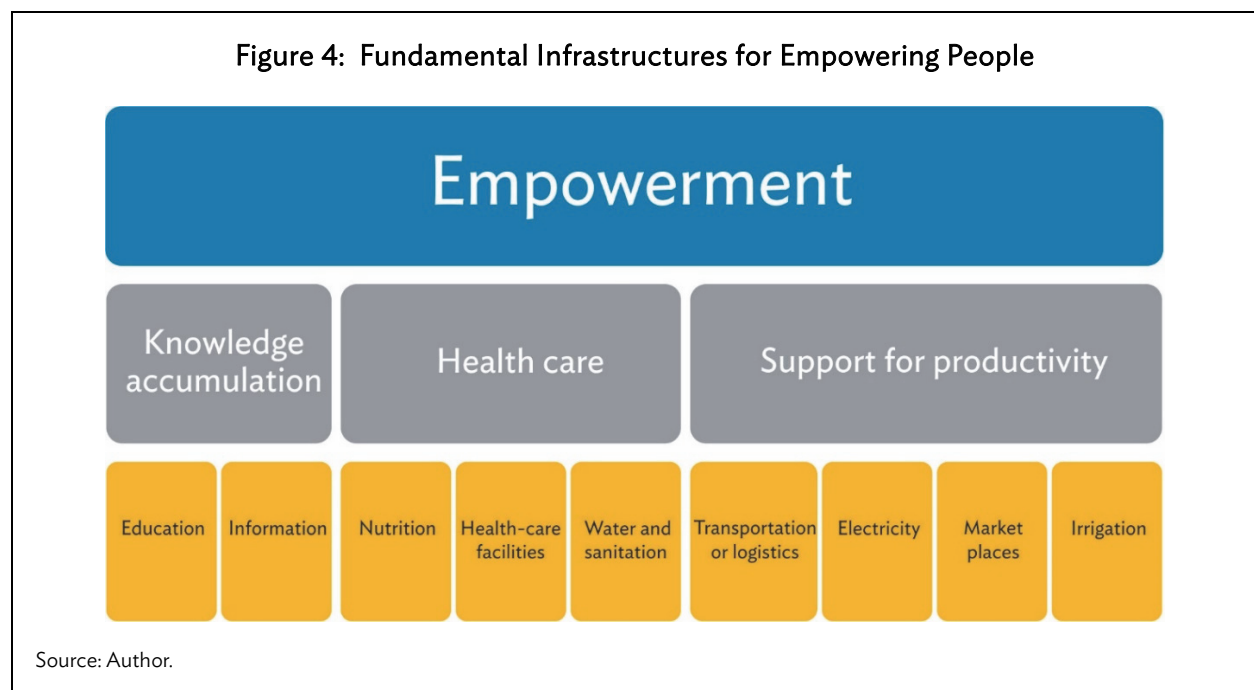 Figure 4: Fundamental Infrastructures for Empowering People
Empowerment
Knowledge
accumulation
Health care
Support for productivity
Education
Information
Nutrition
Health-care
facilities
Water and
sanitation
Transportation
or logistics
Electricity
Market
places
Irrigation
Source: Author.